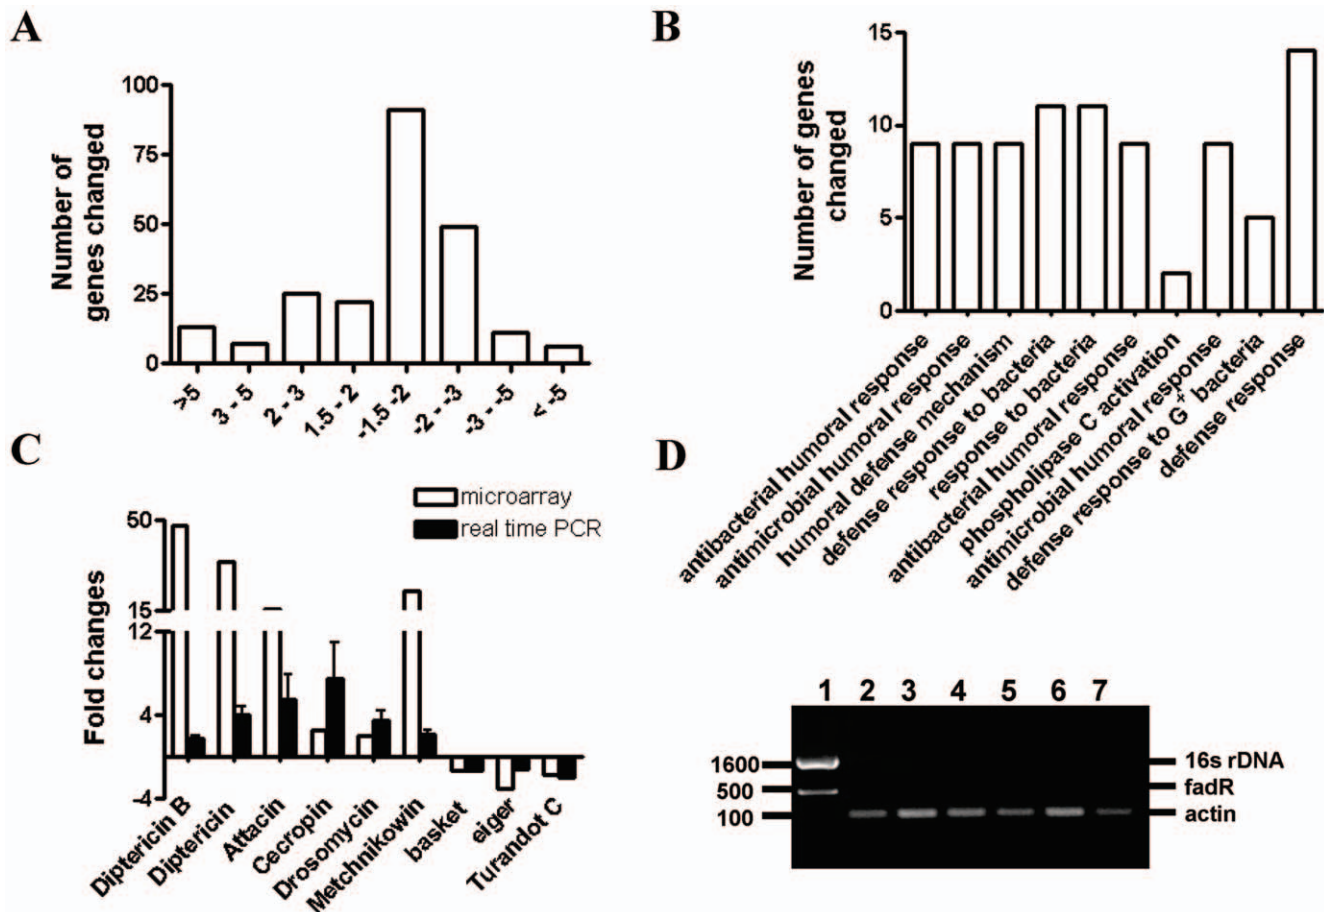 A
Number of
genes changed
100
75
50
25
0
>5
3 - 5
2 - 3
1.5 - 2
-1.5 -2
-2 - -3
-3 - -5
< -5
B
Number of genes
changed
15
10
5
0
antibacterial humoral response
antimicrobial humoral response
humoral defense mechanism
defense response to bacteria
response to bacteria
antibacterial humoral response
phospholipase C activation
antimicrobial humoral response
defense response to G+ bacteria
defense response
C
microarray
real time PCR
Fold changes
50
15
12
4
-4
Diptericin B
Diptericin
Attacin
Cecropin
Drosomycin
Metchnikowin
basket
eiger
Turandot C
D
1 2 3 4 5 6 7
1600 16s rDNA
500 fadR
100 actin